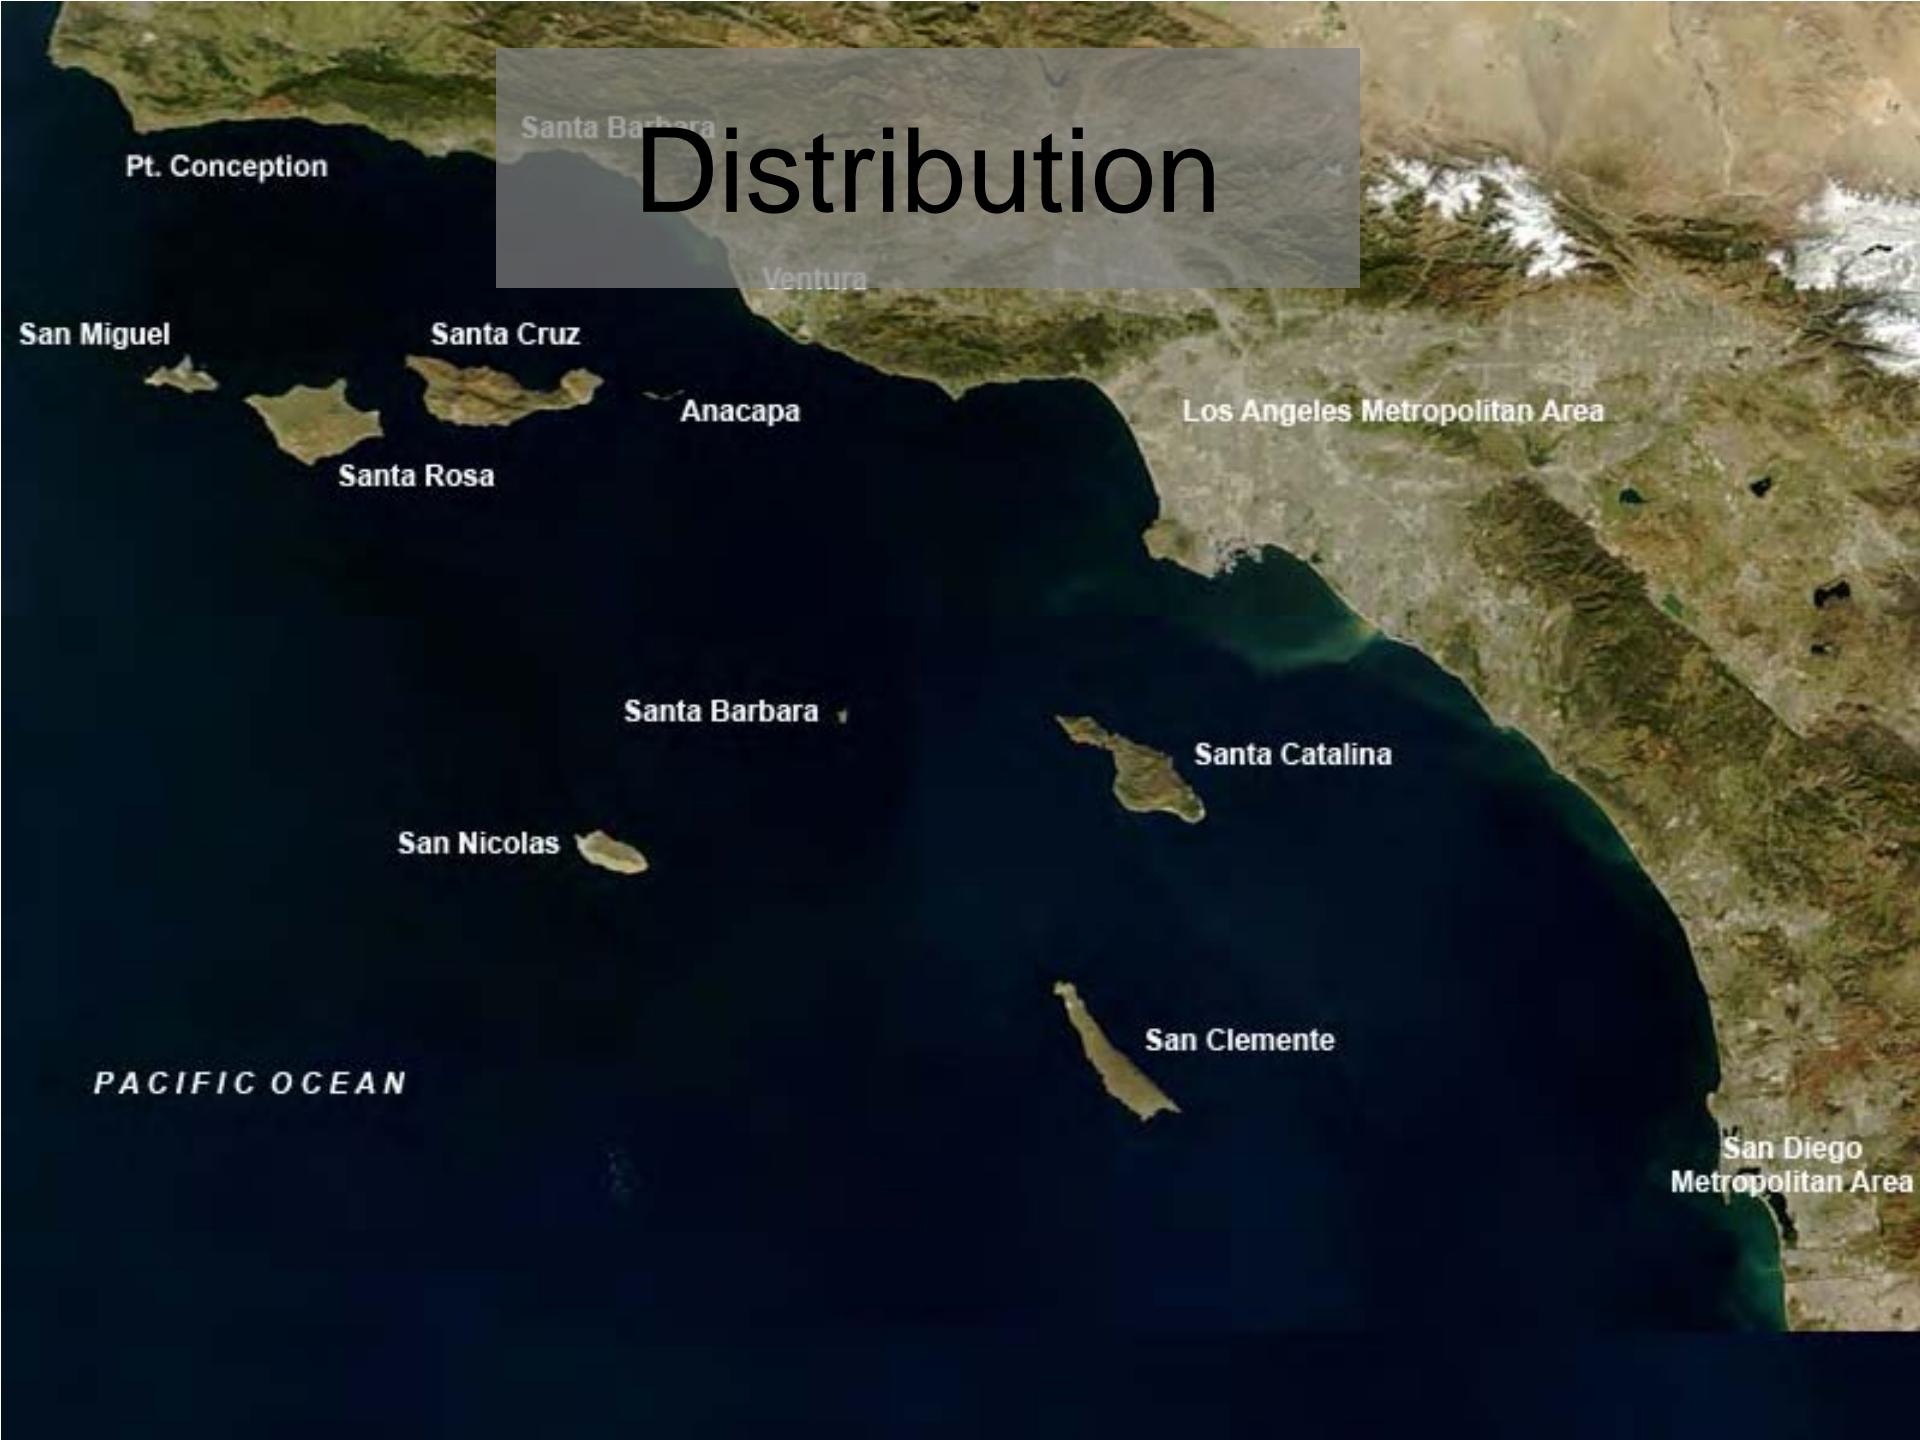 Santa Barbara
Distribution
Pt. Conception
Ventura
San Miguel
Santa Cruz
Anacapa
Los Angeles Metropolitan Area
Santa Rosa
Santa Barbara
Santa Catalina
San Nicolas
San Clemente
PACIFIC OCEAN
San Diego
Metropolitan Area